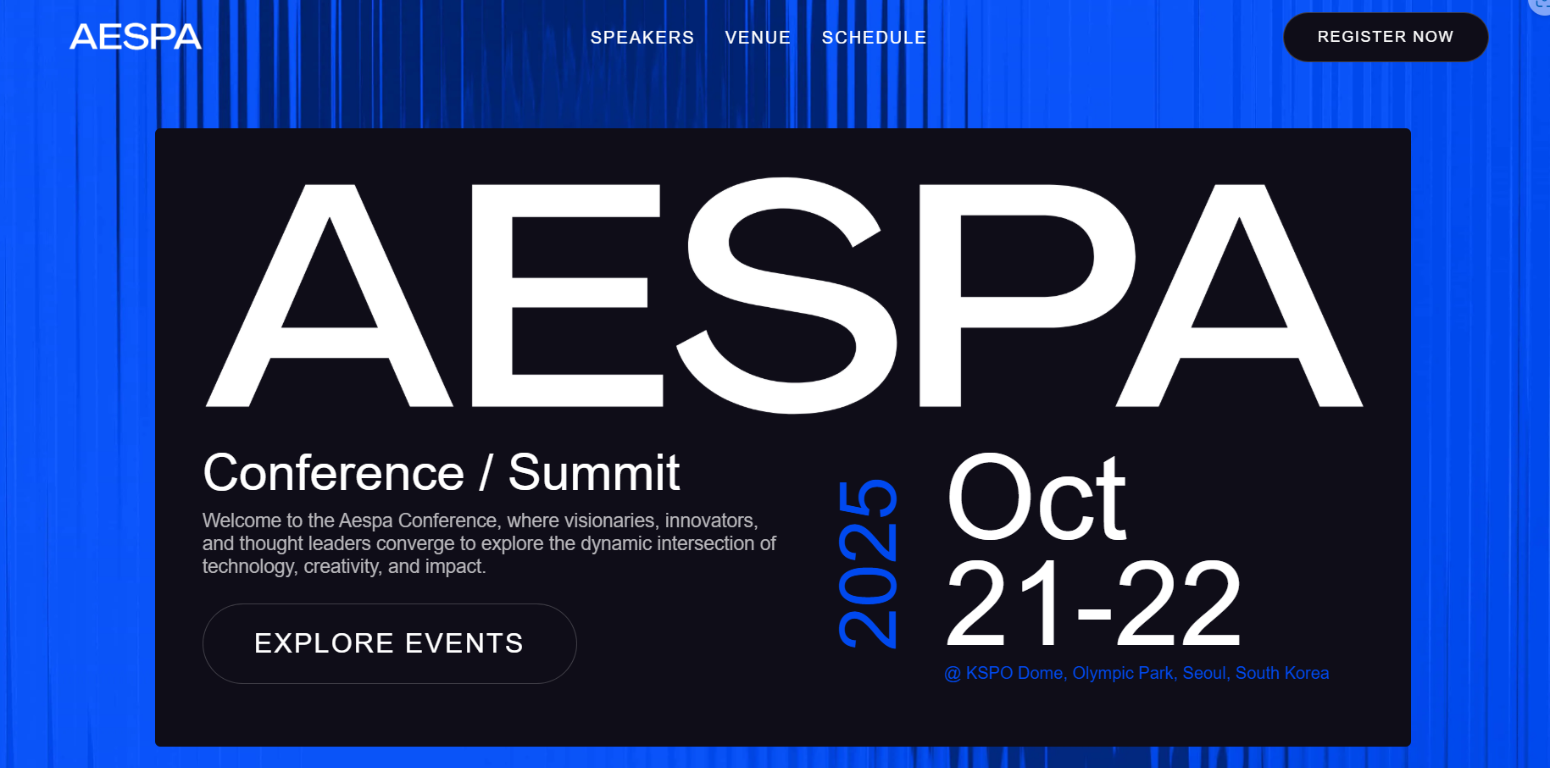 AESPA
SPEAKERS
VENUE
SCHEDULE
REGISTER NOW
AESPA
Conference / Summit
Welcome to the Aespa Conference, where visionaries, innovators,
and thought leaders converge to explore the dynamic intersection of
technology, creativity, and impact.
EXPLORE EVENTS
2025
Oct
21-22
@ KSPO Dome, Olympic Park, Seoul, South Korea